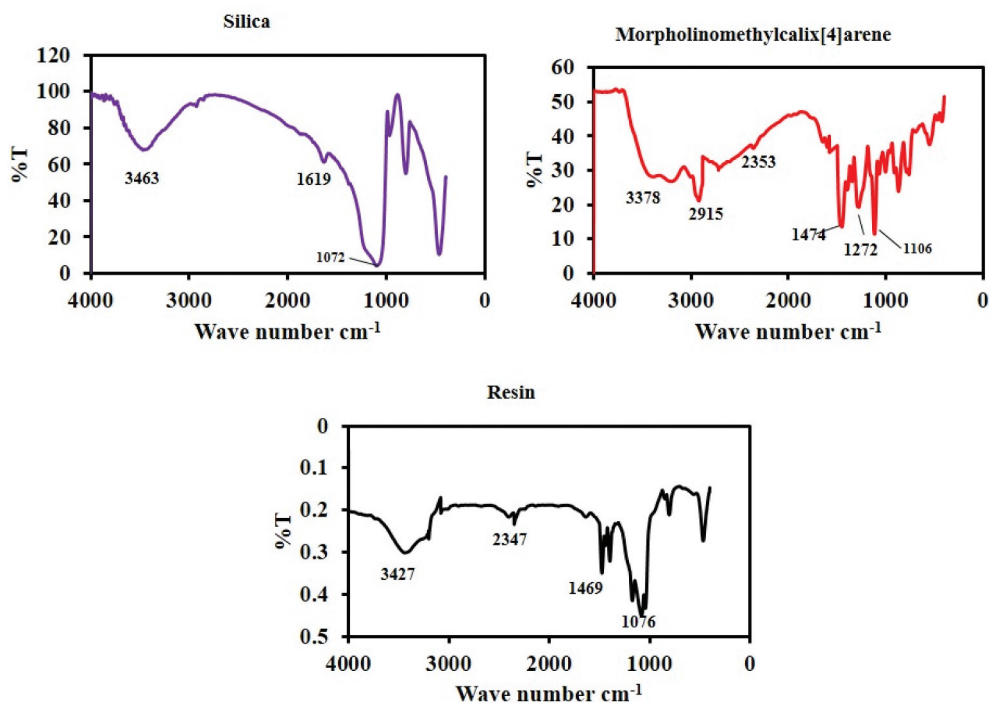 Silica
120
100
80
60
40
20
0
%T
3463
1619
1072
4000 3000 2000 1000 0
Wave number cm-1
Morpholinomethylcalix[4]arene
60
50
40
30
20
10
0
%T
3378
2915
2353
1474
1272
1106
4000 3000 2000 1000 0
Wave number cm-1
Resin
0
0.1
0.2
0.3
0.4
0.5
%T
3427
2347
1469
1076
4000 3000 2000 1000 0
Wave number cm-1